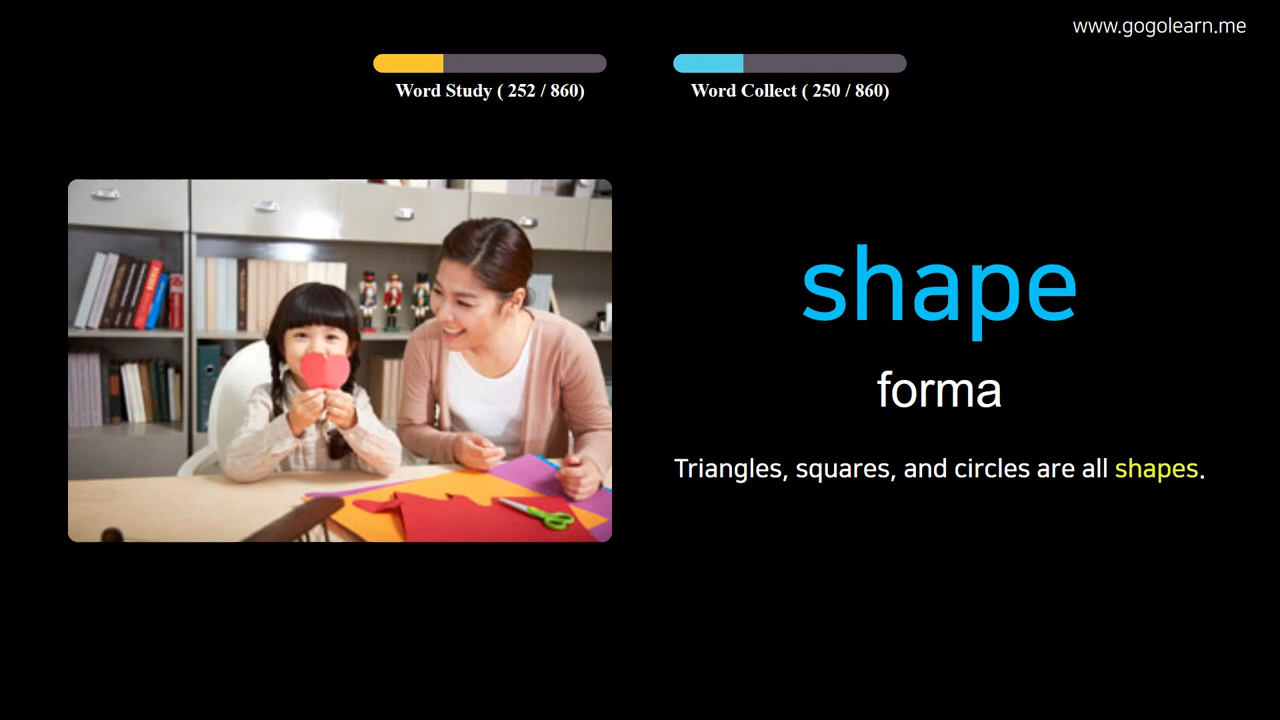 www.gogolearn.me
Word Study ( 252 / 860)
Word Collect ( 250 / 860)
shape
forma
Triangles, squares, and circles are all shapes.